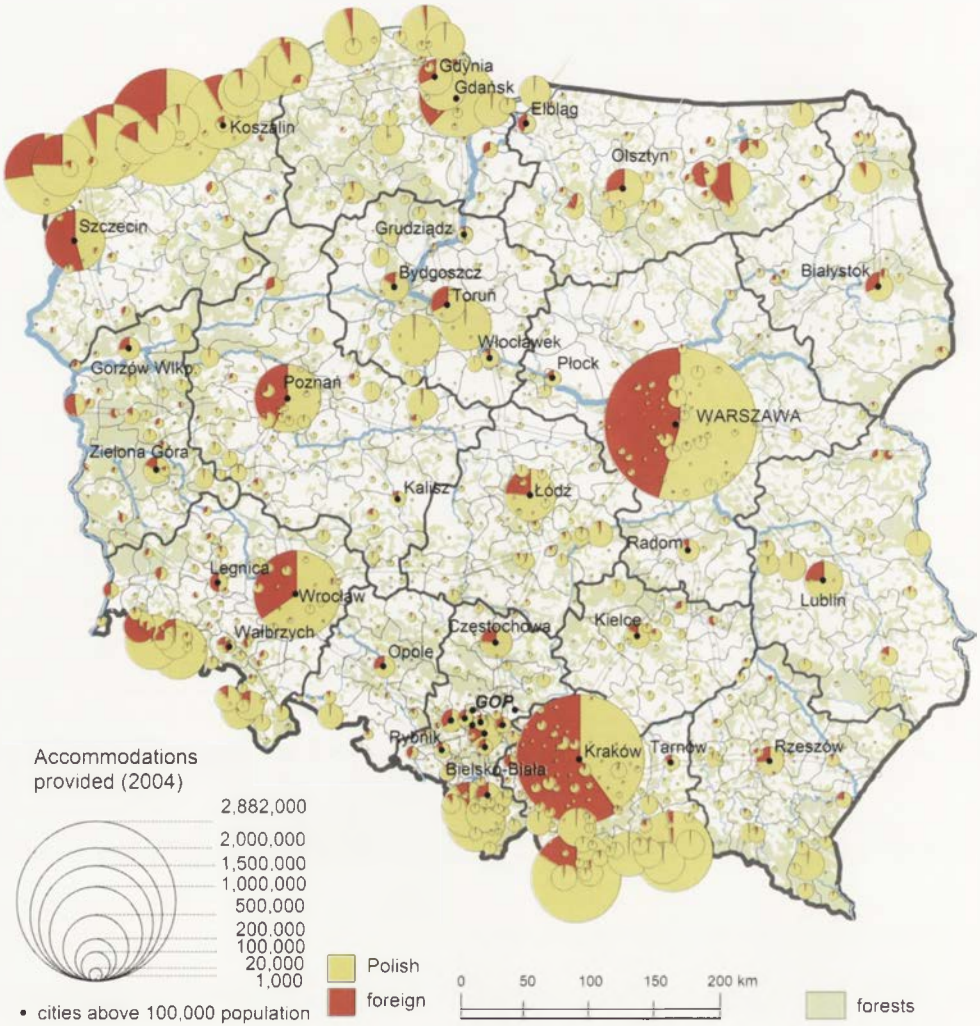 Gdynia
Gdańsk
Elbląg
Koszalin
Olsztyn
Szczecin
Grudziądz
Bydgoszcz
Białystok
Toruń
Włocławek
Płock
Gorzów Wlkp.
Poznań
WARSZAWA
Zielona Góra
Kalisz
Łódź
Radom
Legnica
Wrocław
Lublin
Wałbrzych
Częstochowa
Kielce
Opole
GOP
Rybnik
Kraków
Tarnów
Rzeszów
Bielsko-Biała
Accommodations
provided (2004)
2,882,000
2,000,000
1,500,000
1,000,000
500,000
200,000
100,000
20,000
1,000
Polish
foreign
0 50 100 150 200 km
forests
• cities above 100,000 population